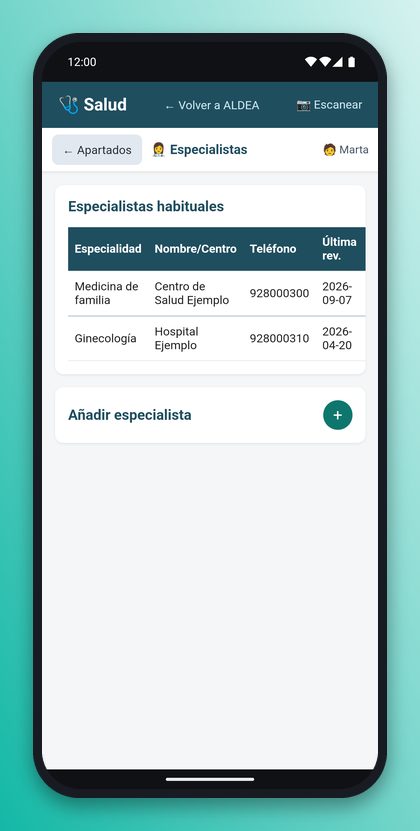 12:00
🩺 Salud
← Volver a ALDEA
📷 Escanear
← Apartados
👩‍⚕️ Especialistas
🧑 Marta
Especialistas habituales
Especialidad Nombre/Centro Teléfono Última rev.
Medicina de familia Centro de Salud Ejemplo 928000300 2026-09-07
Ginecología Hospital Ejemplo 928000310 2026-04-20
Añadir especialista
+